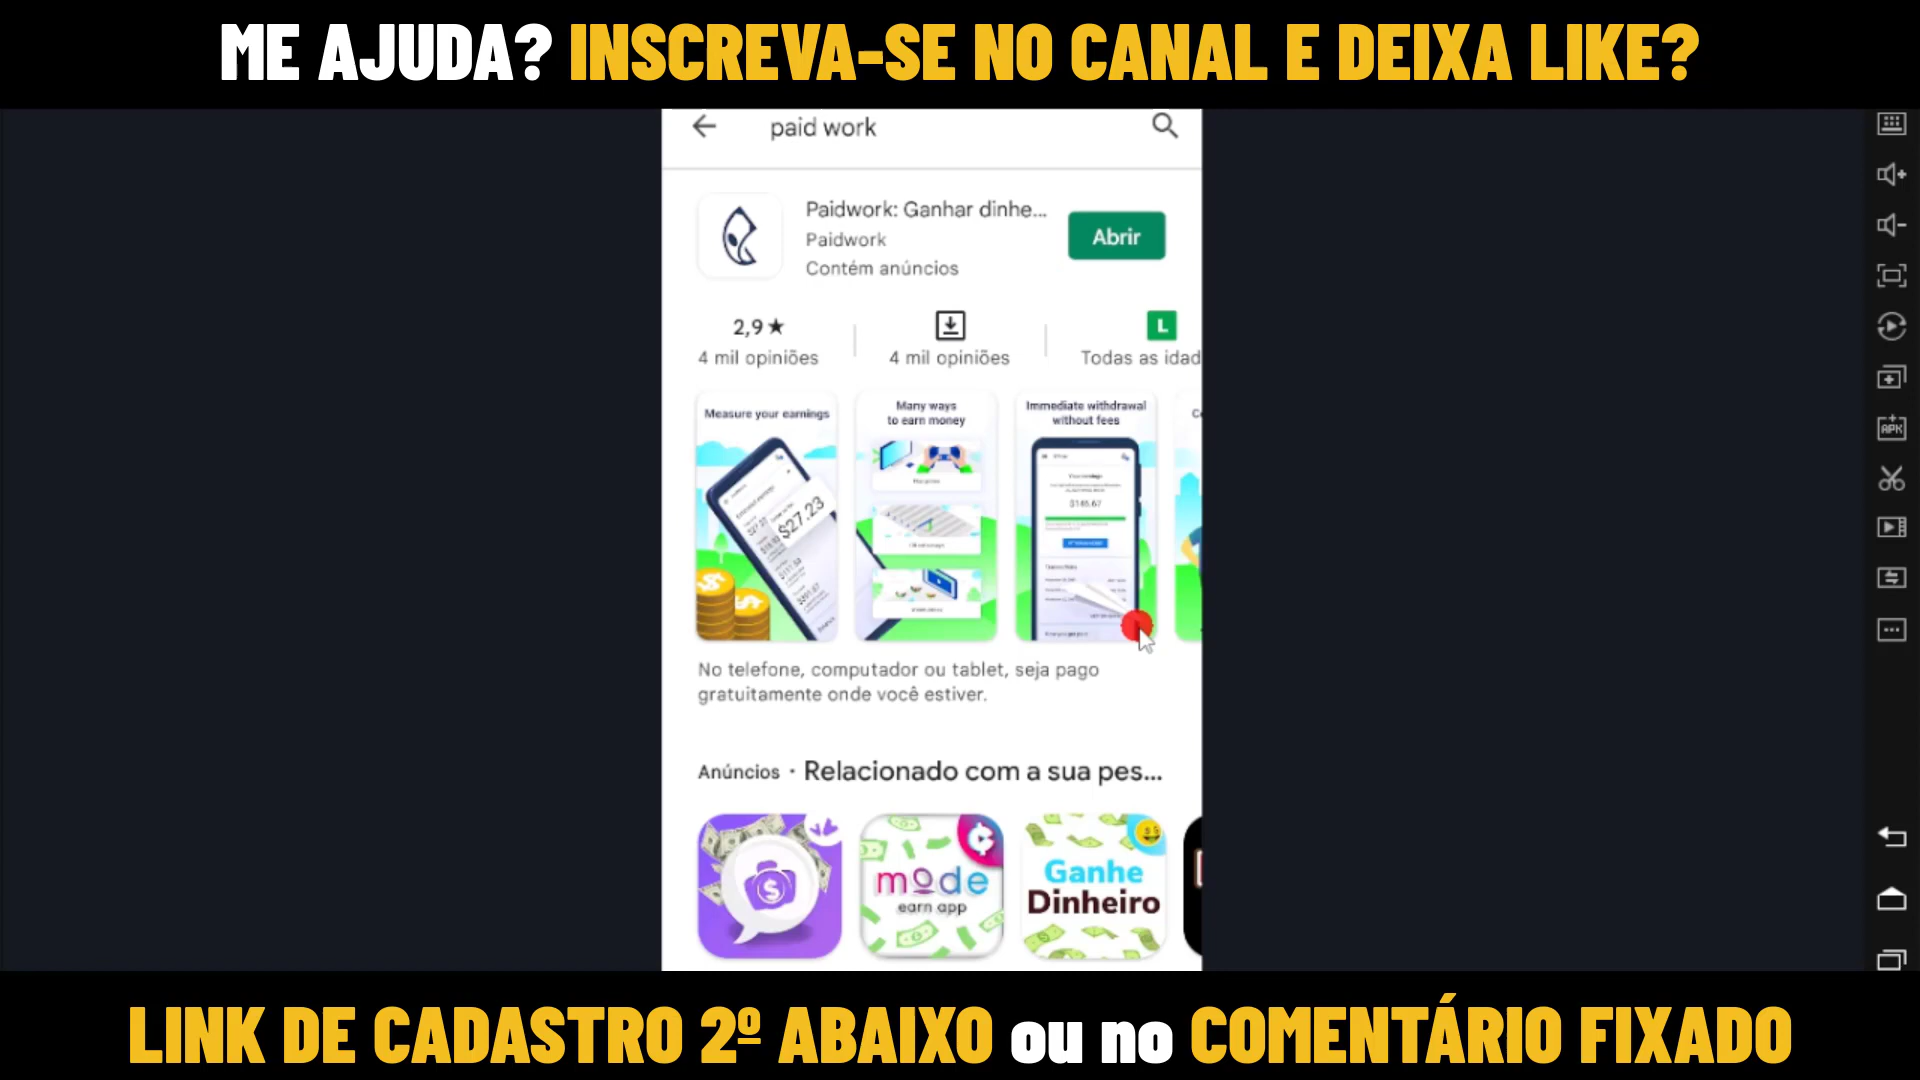 ME AJUDA? INSCREVA-SE NO CANAL E DEIXA LIKE?
paid work
Paidwork: Ganhar dinhe...
Paidwork
Contém anúncios
Abrir
2,9★
4 mil opiniões
4 mil opiniões
L
Todas as idad
Measure your earnings
$27.23
Many ways
to earn money
Immediate withdrawal
without fees
$145.67
No telefone, computador ou tablet, seja pago
gratuitamente onde você estiver.
Anúncios · Relacionado com a sua pes...
mode
earn app
Ganhe
Dinheiro
APK
LINK DE CADASTRO 2º ABAIXO ou no COMENTÁRIO FIXADO